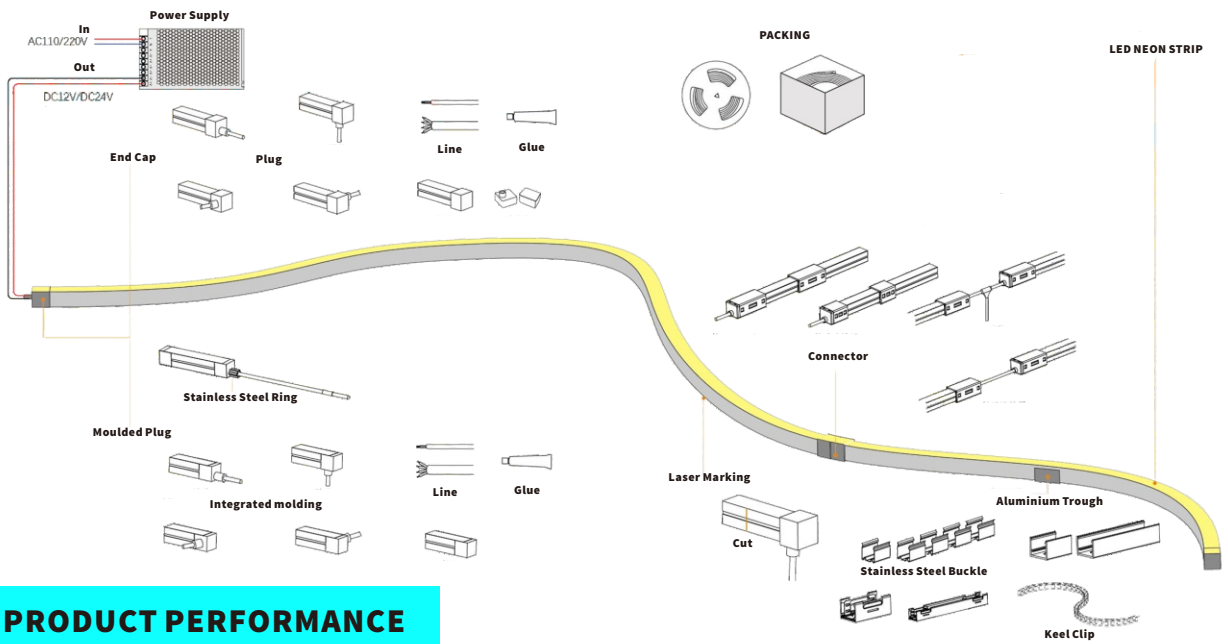 Power Supply
In
AC110/220V
Out
DC12V/DC24V
PACKING
LED NEON STRIP
End Cap
Plug
Line
Glue
Connector
Stainless Steel Ring
Moulded Plug
Integrated molding
Line
Glue
Laser Marking
Cut
Aluminium Trough
Stainless Steel Buckle
Keel Clip
PRODUCT PERFORMANCE